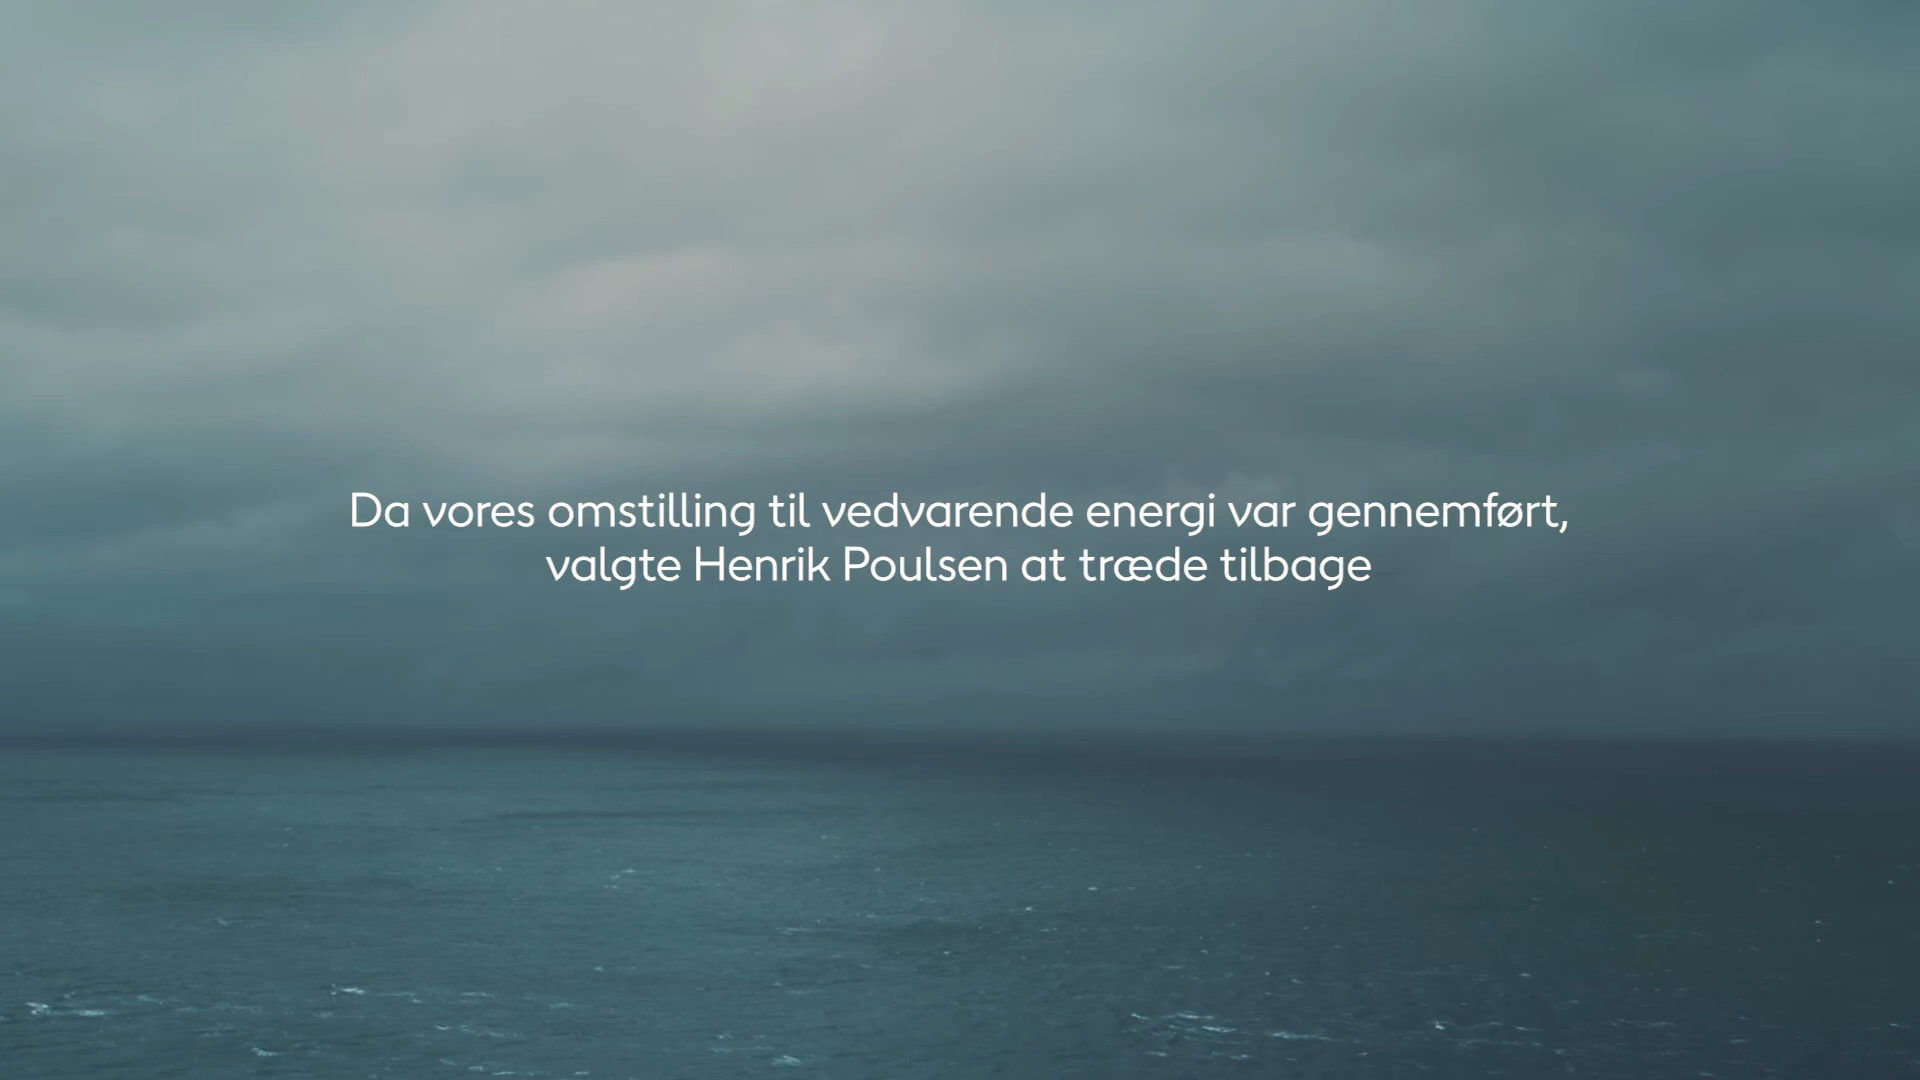 Da vores omstilling til vedvarende energi var gennemført,
valgte Henrik Poulsen at træde tilbage